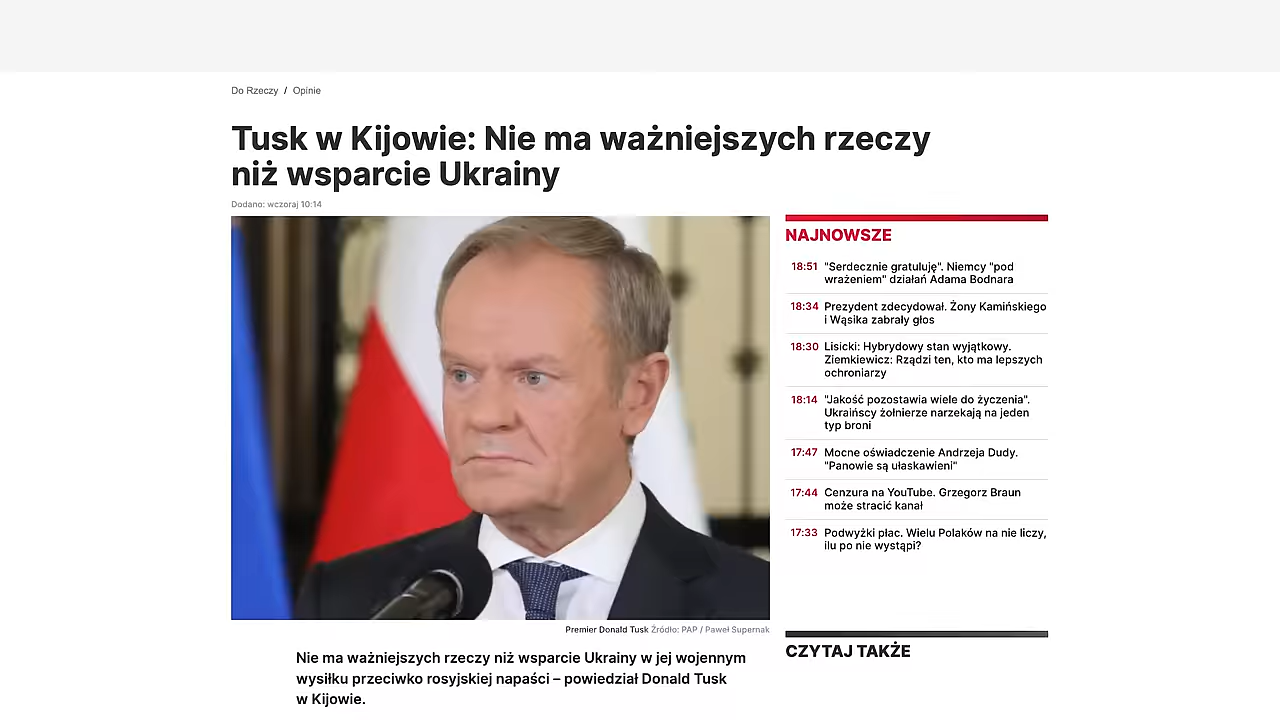 Do Rzeczy / Opinie
Tusk w Kijowie: Nie ma ważniejszych rzeczy
niż wsparcie Ukrainy
Dodano: wczoraj 10:14
Premier Donald Tusk Źródło: PAP / Paweł Supernak
Nie ma ważniejszych rzeczy niż wsparcie Ukrainy w jej wojennym
wysiłku przeciwko rosyjskiej napaści – powiedział Donald Tusk
w Kijowie.
NAJNOWSZE
18:51 "Serdecznie gratuluję". Niemcy "pod
wrażeniem" działań Adama Bodnara
18:34 Prezydent zdecydował. Żony Kamińskiego
i Wąsika zabrały głos
18:30 Lisicki: Hybrydowy stan wyjątkowy.
Ziemkiewicz: Rządzi ten, kto ma lepszych
ochroniarzy
18:14 "Jakość pozostawia wiele do życzenia".
Ukraińscy żołnierze narzekają na jeden
typ broni
17:47 Mocne oświadczenie Andrzeja Dudy.
"Panowie są ułaskawieni"
17:44 Cenzura na YouTube. Grzegorz Braun
może stracić kanał
17:33 Podwyżki płac. Wielu Polaków na nie liczy,
ilu po nie wystąpi?
CZYTAJ TAKŻE